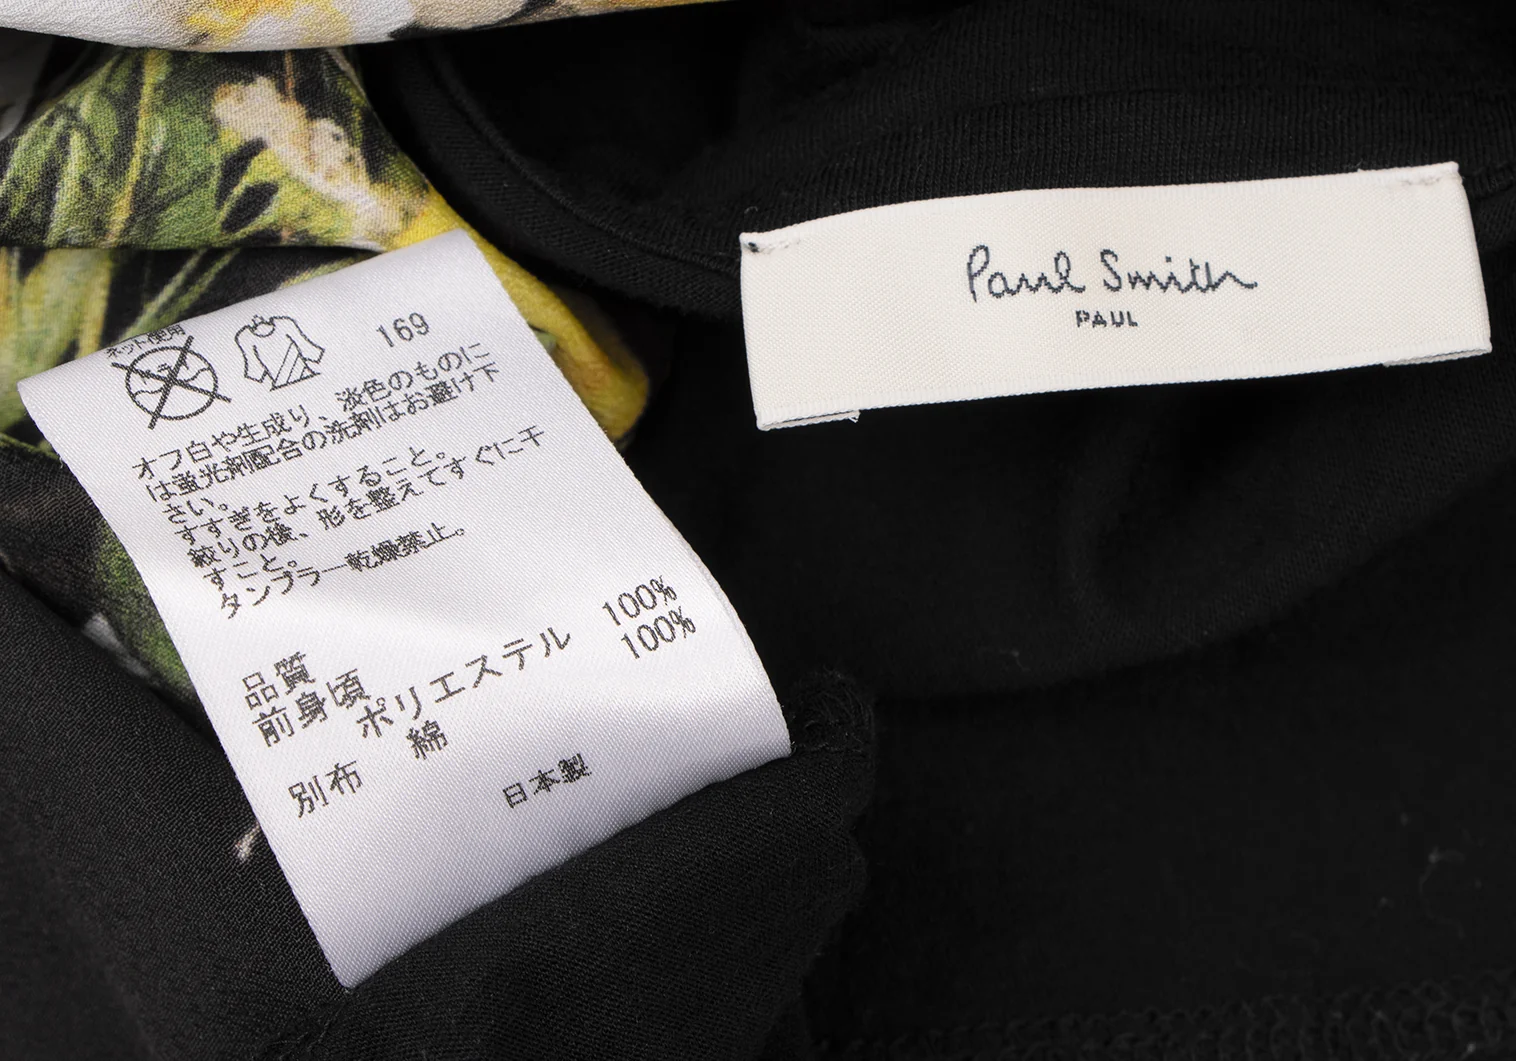 ネット使用
169
オフ白や生成り、淡色のものに
は蛍光剤配合の洗剤はお避け下
さい。
すすぎをよくすること。
絞りの後、形を整えてすぐに干
すこと。
タンブラー乾燥禁止。
品質
前身頃
ポリエステル 100%
綿 100%
別布
日本製
Paul Smith
PAUL